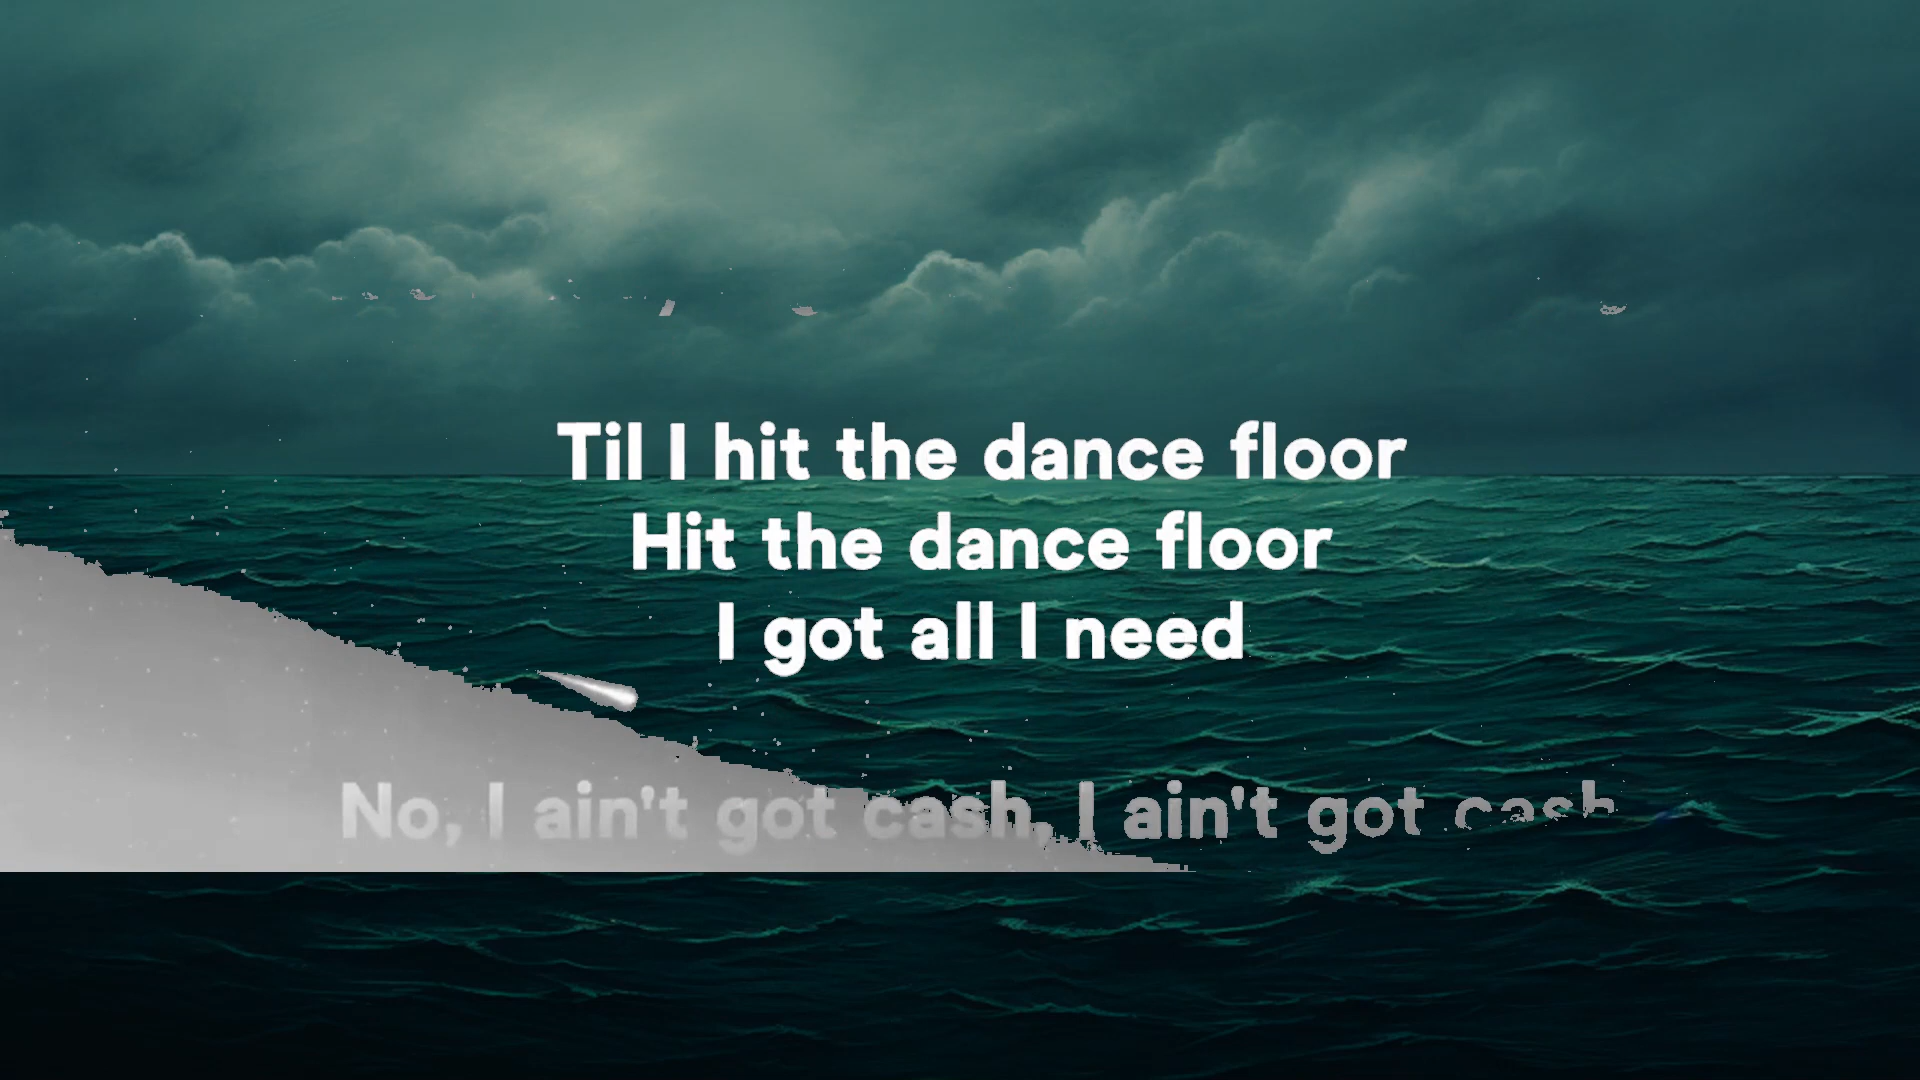 Til I hit the dance floor
Hit the dance floor
I got all I need
No, I ain't got cash, I ain't got cash